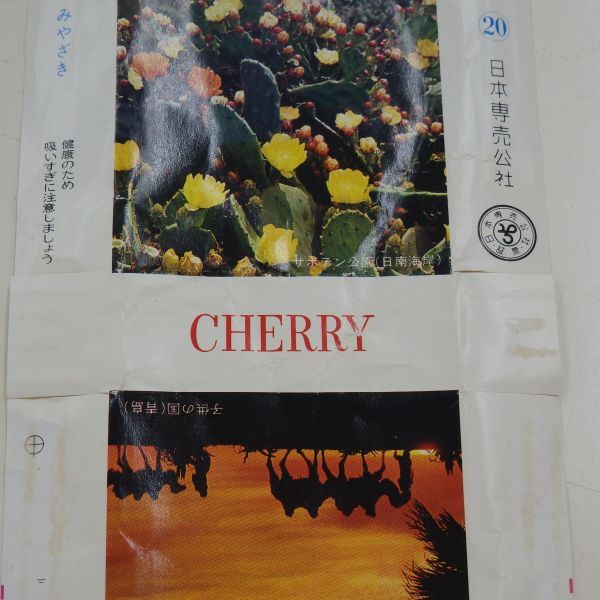 みやざき
健康のため
吸いすぎに注意しましょう
20
日本専売公社
サボテン公園(日南海岸)
CHERRY
子供の国(青島)